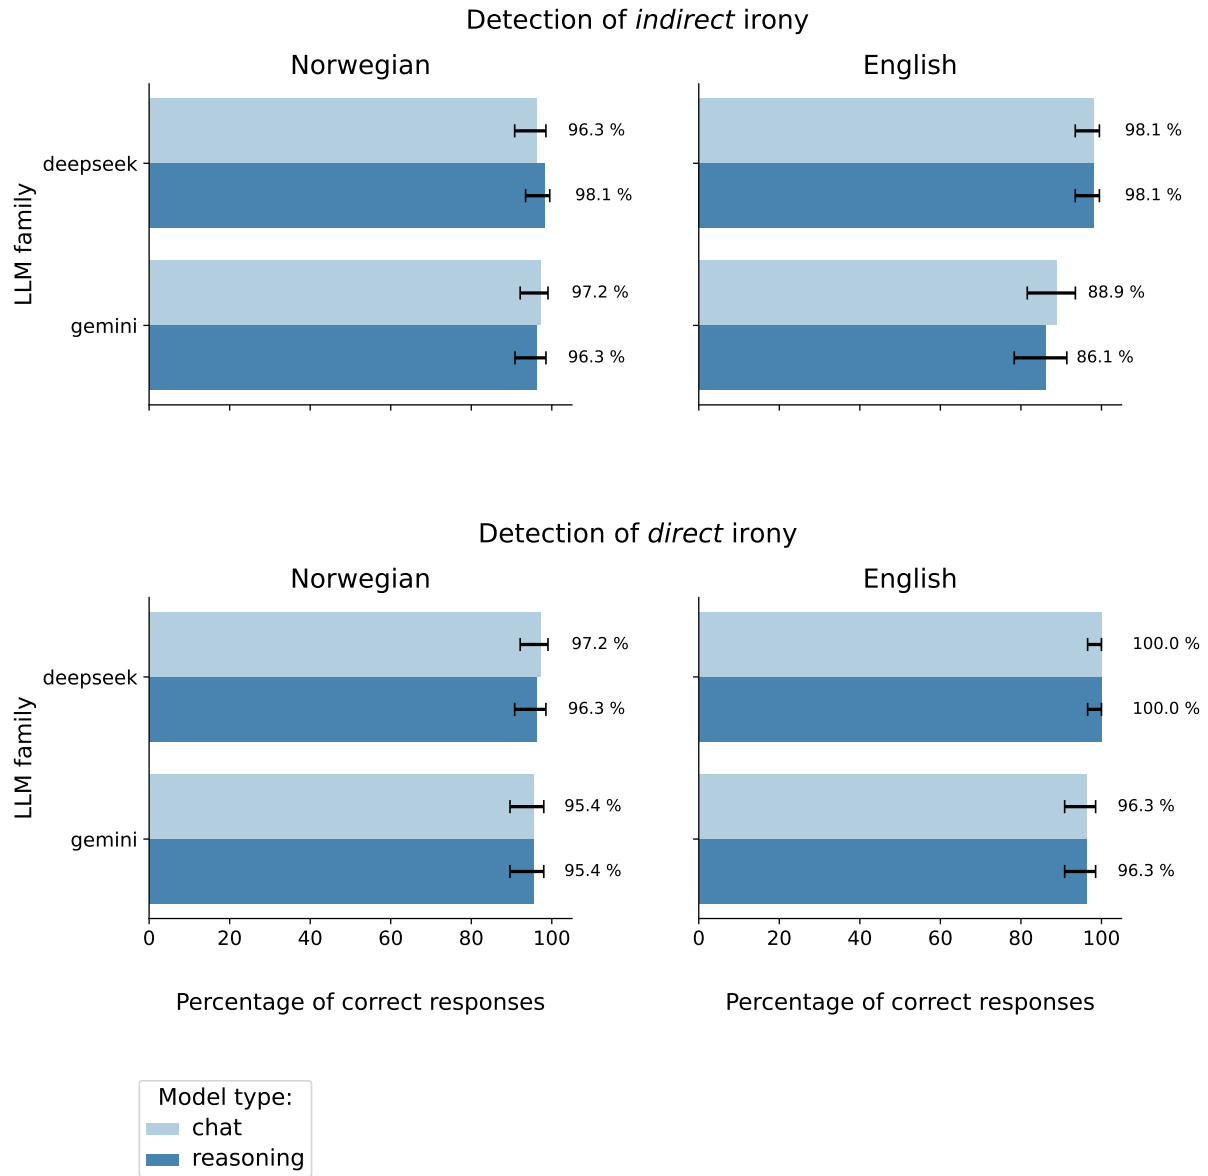 Detection of indirect irony
Norwegian
English
LLM family
deepseek
96.3 %
98.1 %
98.1 %
98.1 %
gemini
97.2 %
96.3 %
88.9 %
86.1 %
Detection of direct irony
Norwegian
English
LLM family
deepseek
97.2 %
96.3 %
100.0 %
100.0 %
gemini
95.4 %
95.4 %
96.3 %
96.3 %
0 20 40 60 80 100
0 20 40 60 80 100
Percentage of correct responses
Percentage of correct responses
Model type:
chat
reasoning